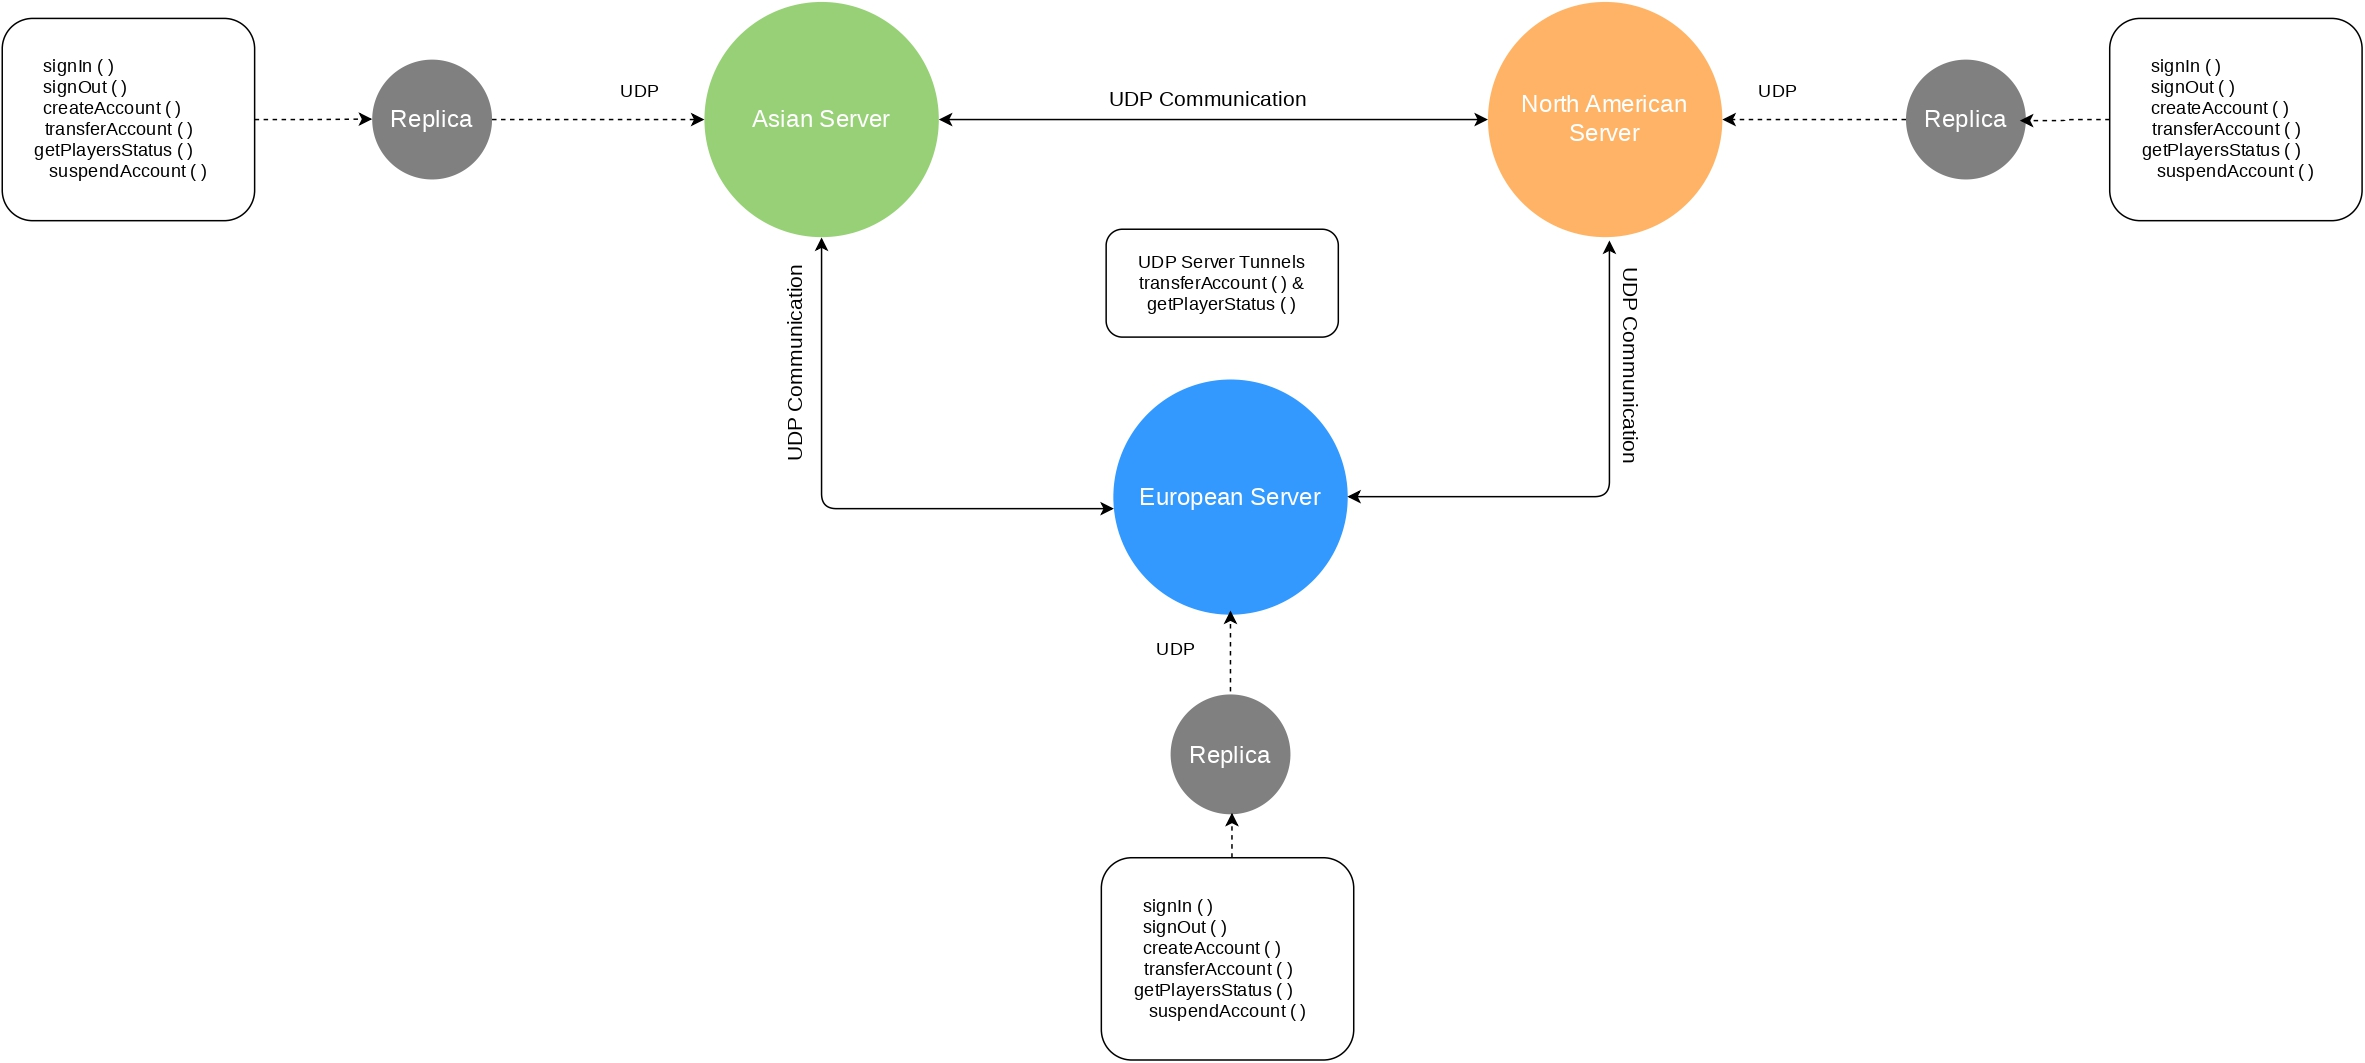 signIn ( )
signOut ( )
createAccount ( )
transferAccount ( )
getPlayersStatus ( )
suspendAccount ( )
Replica
UDP
Asian Server
UDP Communication
North American
Server
UDP
Replica
signIn ( )
signOut ( )
createAccount ( )
transferAccount ( )
getPlayersStatus ( )
suspendAccount ( )
UDP Communication
UDP Server Tunnels
transferAccount ( ) &
getPlayerStatus ( )
UDP Communication
European Server
UDP
Replica
signIn ( )
signOut ( )
createAccount ( )
transferAccount ( )
getPlayersStatus ( )
suspendAccount ( )